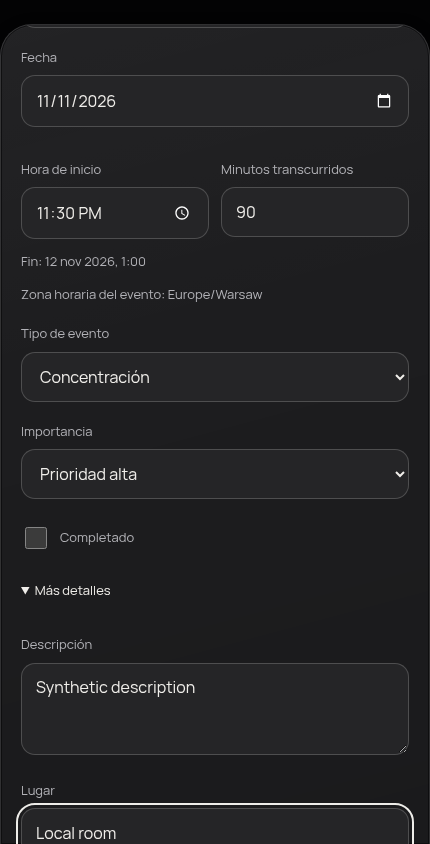 Fecha
11/11/2026
Hora de inicio
Minutos transcurridos
11:30 PM
90
Fin: 12 nov 2026, 1:00
Zona horaria del evento: Europe/Warsaw
Tipo de evento
Concentración
Importancia
Prioridad alta
Completado
Más detalles
Descripción
Synthetic description
Lugar
Local room